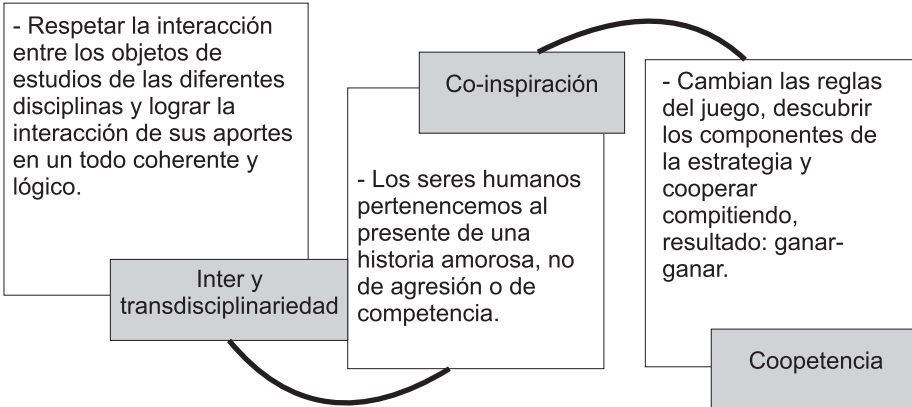 - Respetar la interacción
entre los objetos de
estudios de las diferentes
disciplinas y lograr la
interacción de sus aportes
en un todo coherente y
lógico.
Inter y
transdisciplinariedad
Co-inspiración
- Los seres humanos
pertenencemos al
presente de una
historia amorosa, no
de agresión o de
competencia.
- Cambian las reglas
del juego, descubrir
los componentes de
la estrategia y
cooperar
compitiendo,
resultado: ganar-
ganar.
Coopetencia